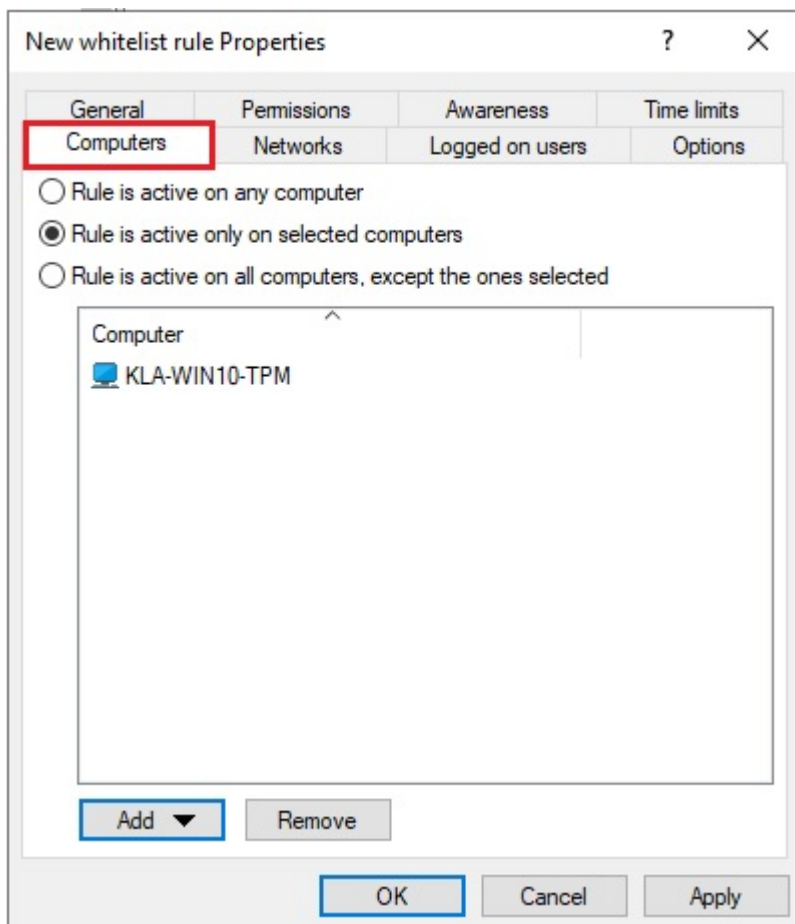 New whitelist rule Properties ? ×
General Permissions Awareness Time limits
Computers Networks Logged on users Options
Rule is active on any computer
Rule is active only on selected computers
Rule is active on all computers, except the ones selected
Computer
KLA-WIN10-TPM
Add Remove
OK Cancel Apply